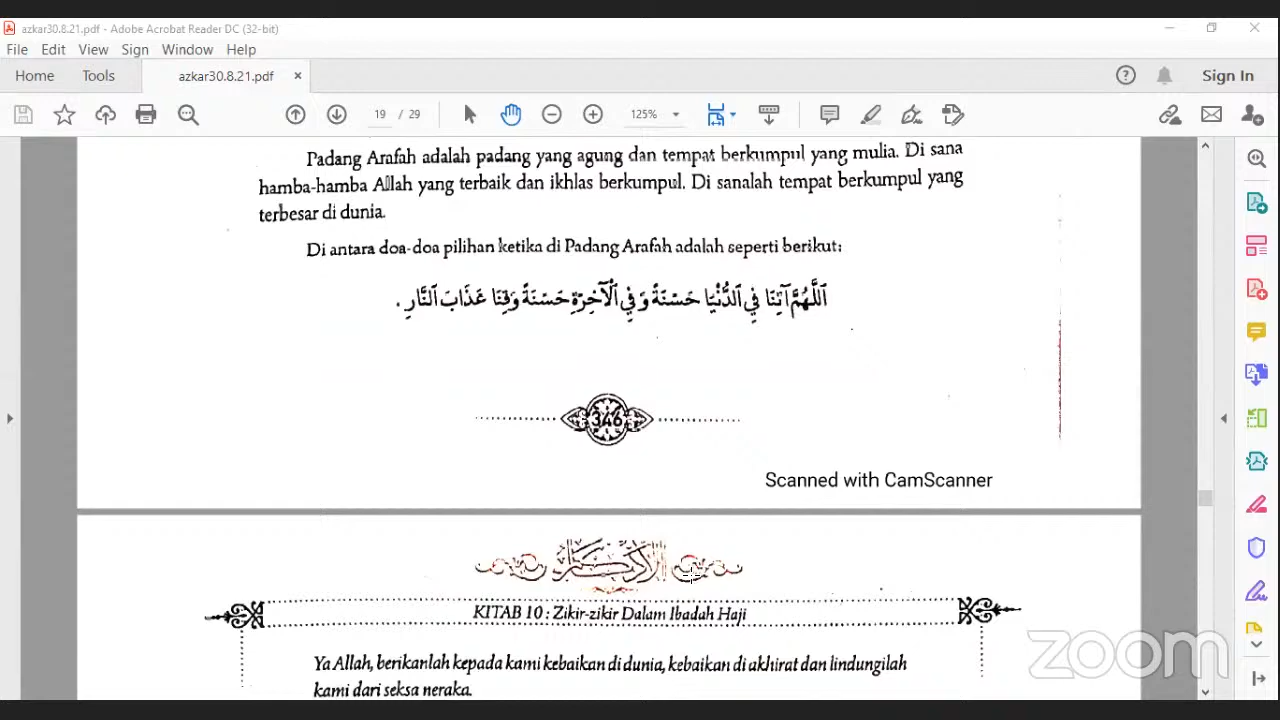 azkar30.8.21.pdf - Adobe Acrobat Reader DC (32-bit)
File Edit View Sign Window Help
Home Tools azkar30.8.21.pdf × Sign In
19 / 29 125%
Padang Arafah adalah padang yang agung dan tempat berkumpul yang mulia. Di sana
hamba-hamba Allah yang terbaik dan ikhlas berkumpul. Di sanalah tempat berkumpul yang
terbesar di dunia.
Di antara doa-doa pilihan ketika di Padang Arafah adalah seperti berikut:
اَللَّهُمَّ آتِنَا فِي الدُّنْيَا حَسَنَةً وَ فِي الْآخِرَةِ حَسَنَةً وَقِنَا عَذَابَ النَّارِ .
346
Scanned with CamScanner
الأذكار
KITAB 10 : Zikir-zikir Dalam Ibadah Haji
zoom
Ya Allah, berikanlah kepada kami kebaikan di dunia, kebaikan di akhirat dan lindungilah
kami dari seksa neraka.